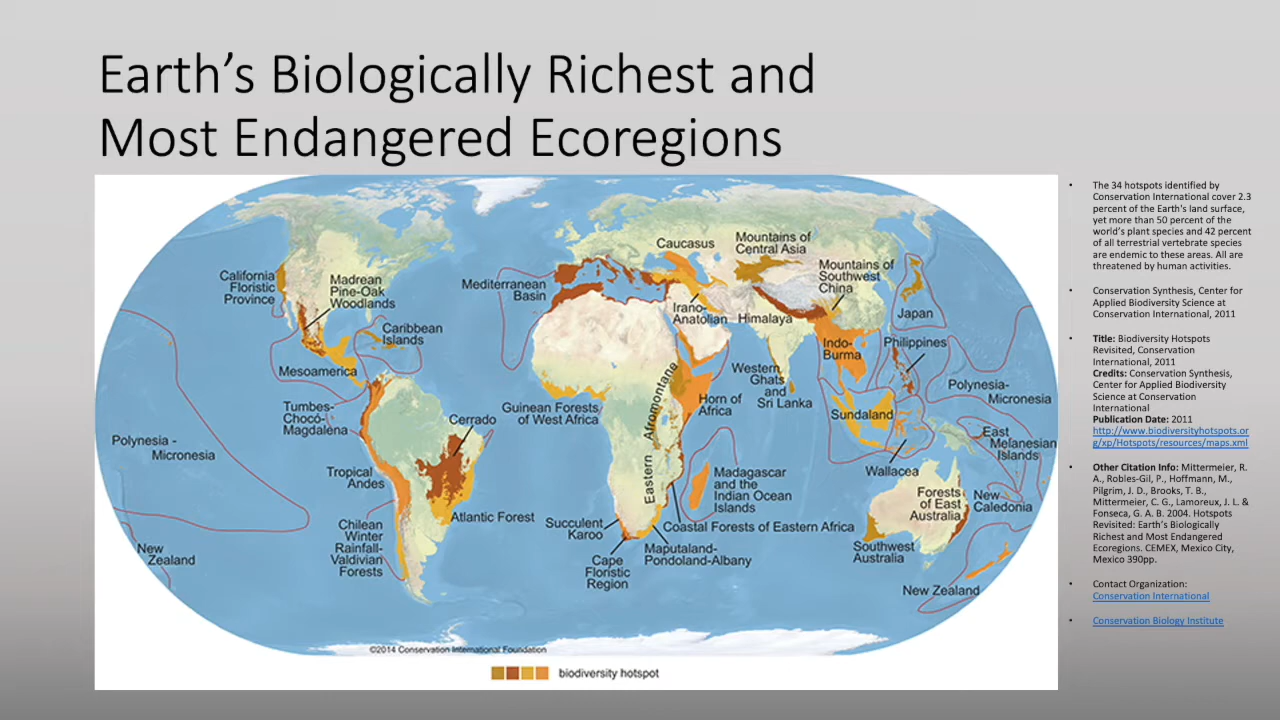 Earth’s Biologically Richest and
Most Endangered Ecoregions
California
Floristic
Province
Madrean
Pine-Oak
Woodlands
Caribbean
Islands
Mesoamerica
Tumbes-
Chocó-
Magdalena
Cerrado
Polynesia -
Micronesia
Tropical
Andes
Atlantic Forest
Chilean
Winter
Rainfall-
Valdivian
Forests
New
Zealand
Mediterranean
Basin
Caucasus
Mountains of
Central Asia
Mountains of
Southwest
China
Irano-
Anatolian
Himalaya
Japan
Indo-
Burma
Philippines
Western
Ghats
and
Sri Lanka
Guinean Forests
of West Africa
Eastern Afromontane
Horn of
Africa
Sundaland
Polynesia-
Micronesia
East
Melanesian
Islands
Wallacea
Madagascar
and the
Indian Ocean
Islands
Forests
of East
Australia
New
Caledonia
Succulent
Karoo
Coastal Forests of Eastern Africa
Cape
Floristic
Region
Maputaland-
Pondoland-Albany
Southwest
Australia
New Zealand
©2014 Conservation International Foundation
biodiversity hotspot
• The 34 hotspots identified by
Conservation International cover 2.3
percent of the Earth's land surface,
yet more than 50 percent of the
world’s plant species and 42 percent
of all terrestrial vertebrate species
are endemic to these areas. All are
threatened by human activities.
• Conservation Synthesis, Center for
Applied Biodiversity Science at
Conservation International, 2011
• Title: Biodiversity Hotspots
Revisited, Conservation
International, 2011
Credits: Conservation Synthesis,
Center for Applied Biodiversity
Science at Conservation
International
Publication Date: 2011
http://www.biodiversityhotspots.or
g/xp/Hotspots/resources/maps.xml
• Other Citation Info: Mittermeier, R.
A., Robles-Gil, P., Hoffmann, M.,
Pilgrim, J. D., Brooks, T. B.,
Mittermeier, C. G., Lamoreux, J. L. &
Fonseca, G. A. B. 2004. Hotspots
Revisited: Earth’s Biologically
Richest and Most Endangered
Ecoregions. CEMEX, Mexico City,
Mexico 390pp.
• Contact Organization:
Conservation International
• Conservation Biology Institute